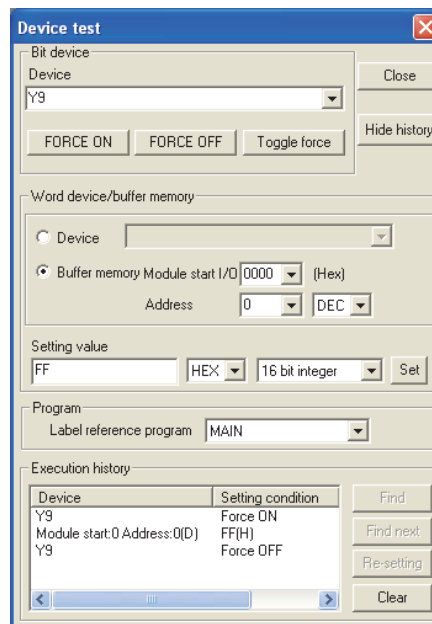 Device test
Bit device
Device
Close
Y9
FORCE ON FORCE OFF Toggle force
Hide history
Word device/buffer memory
Device
Buffer memory Module start I/O 0000 (Hex)
Address 0 DEC
Setting value
FF HEX 16 bit integer Set
Program
Label reference program MAIN
Execution history
Device Setting condition
Y9 Force ON
Module start:0 Address:0(D) FF(H)
Y9 Force OFF
Find
Find next
Re-setting
Clear